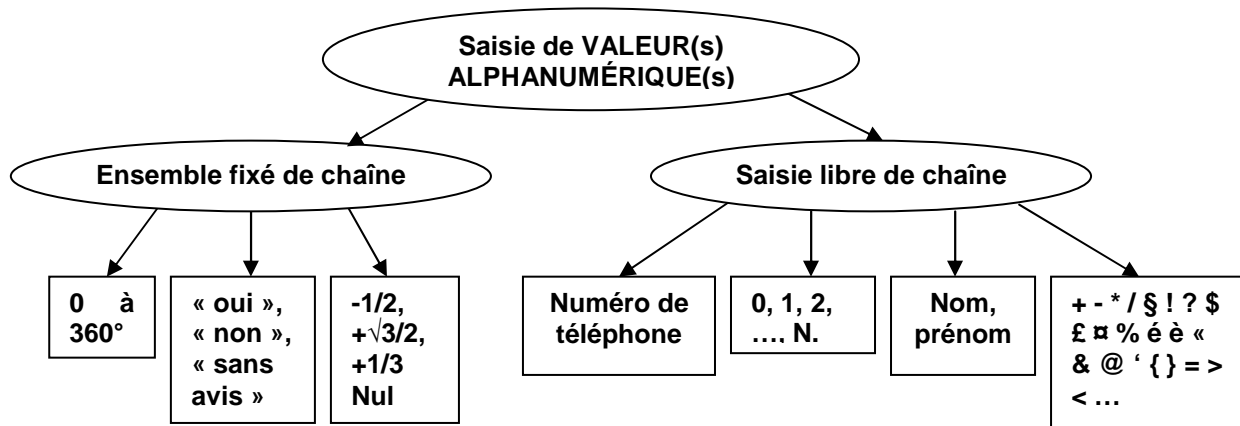 Saisie de VALEUR(s)
ALPHANUMÉRIQUE(s)
Ensemble fixé de chaîne
Saisie libre de chaîne
0 à
360°
« oui »,
« non »,
« sans
avis »
-1/2,
+√3/2,
+1/3
Nul
Numéro de
téléphone
0, 1, 2,
…, N.
Nom,
prénom
+ - * / § ! ? $
£ ¤ % é è «
& @ ‘ { } = >
< …